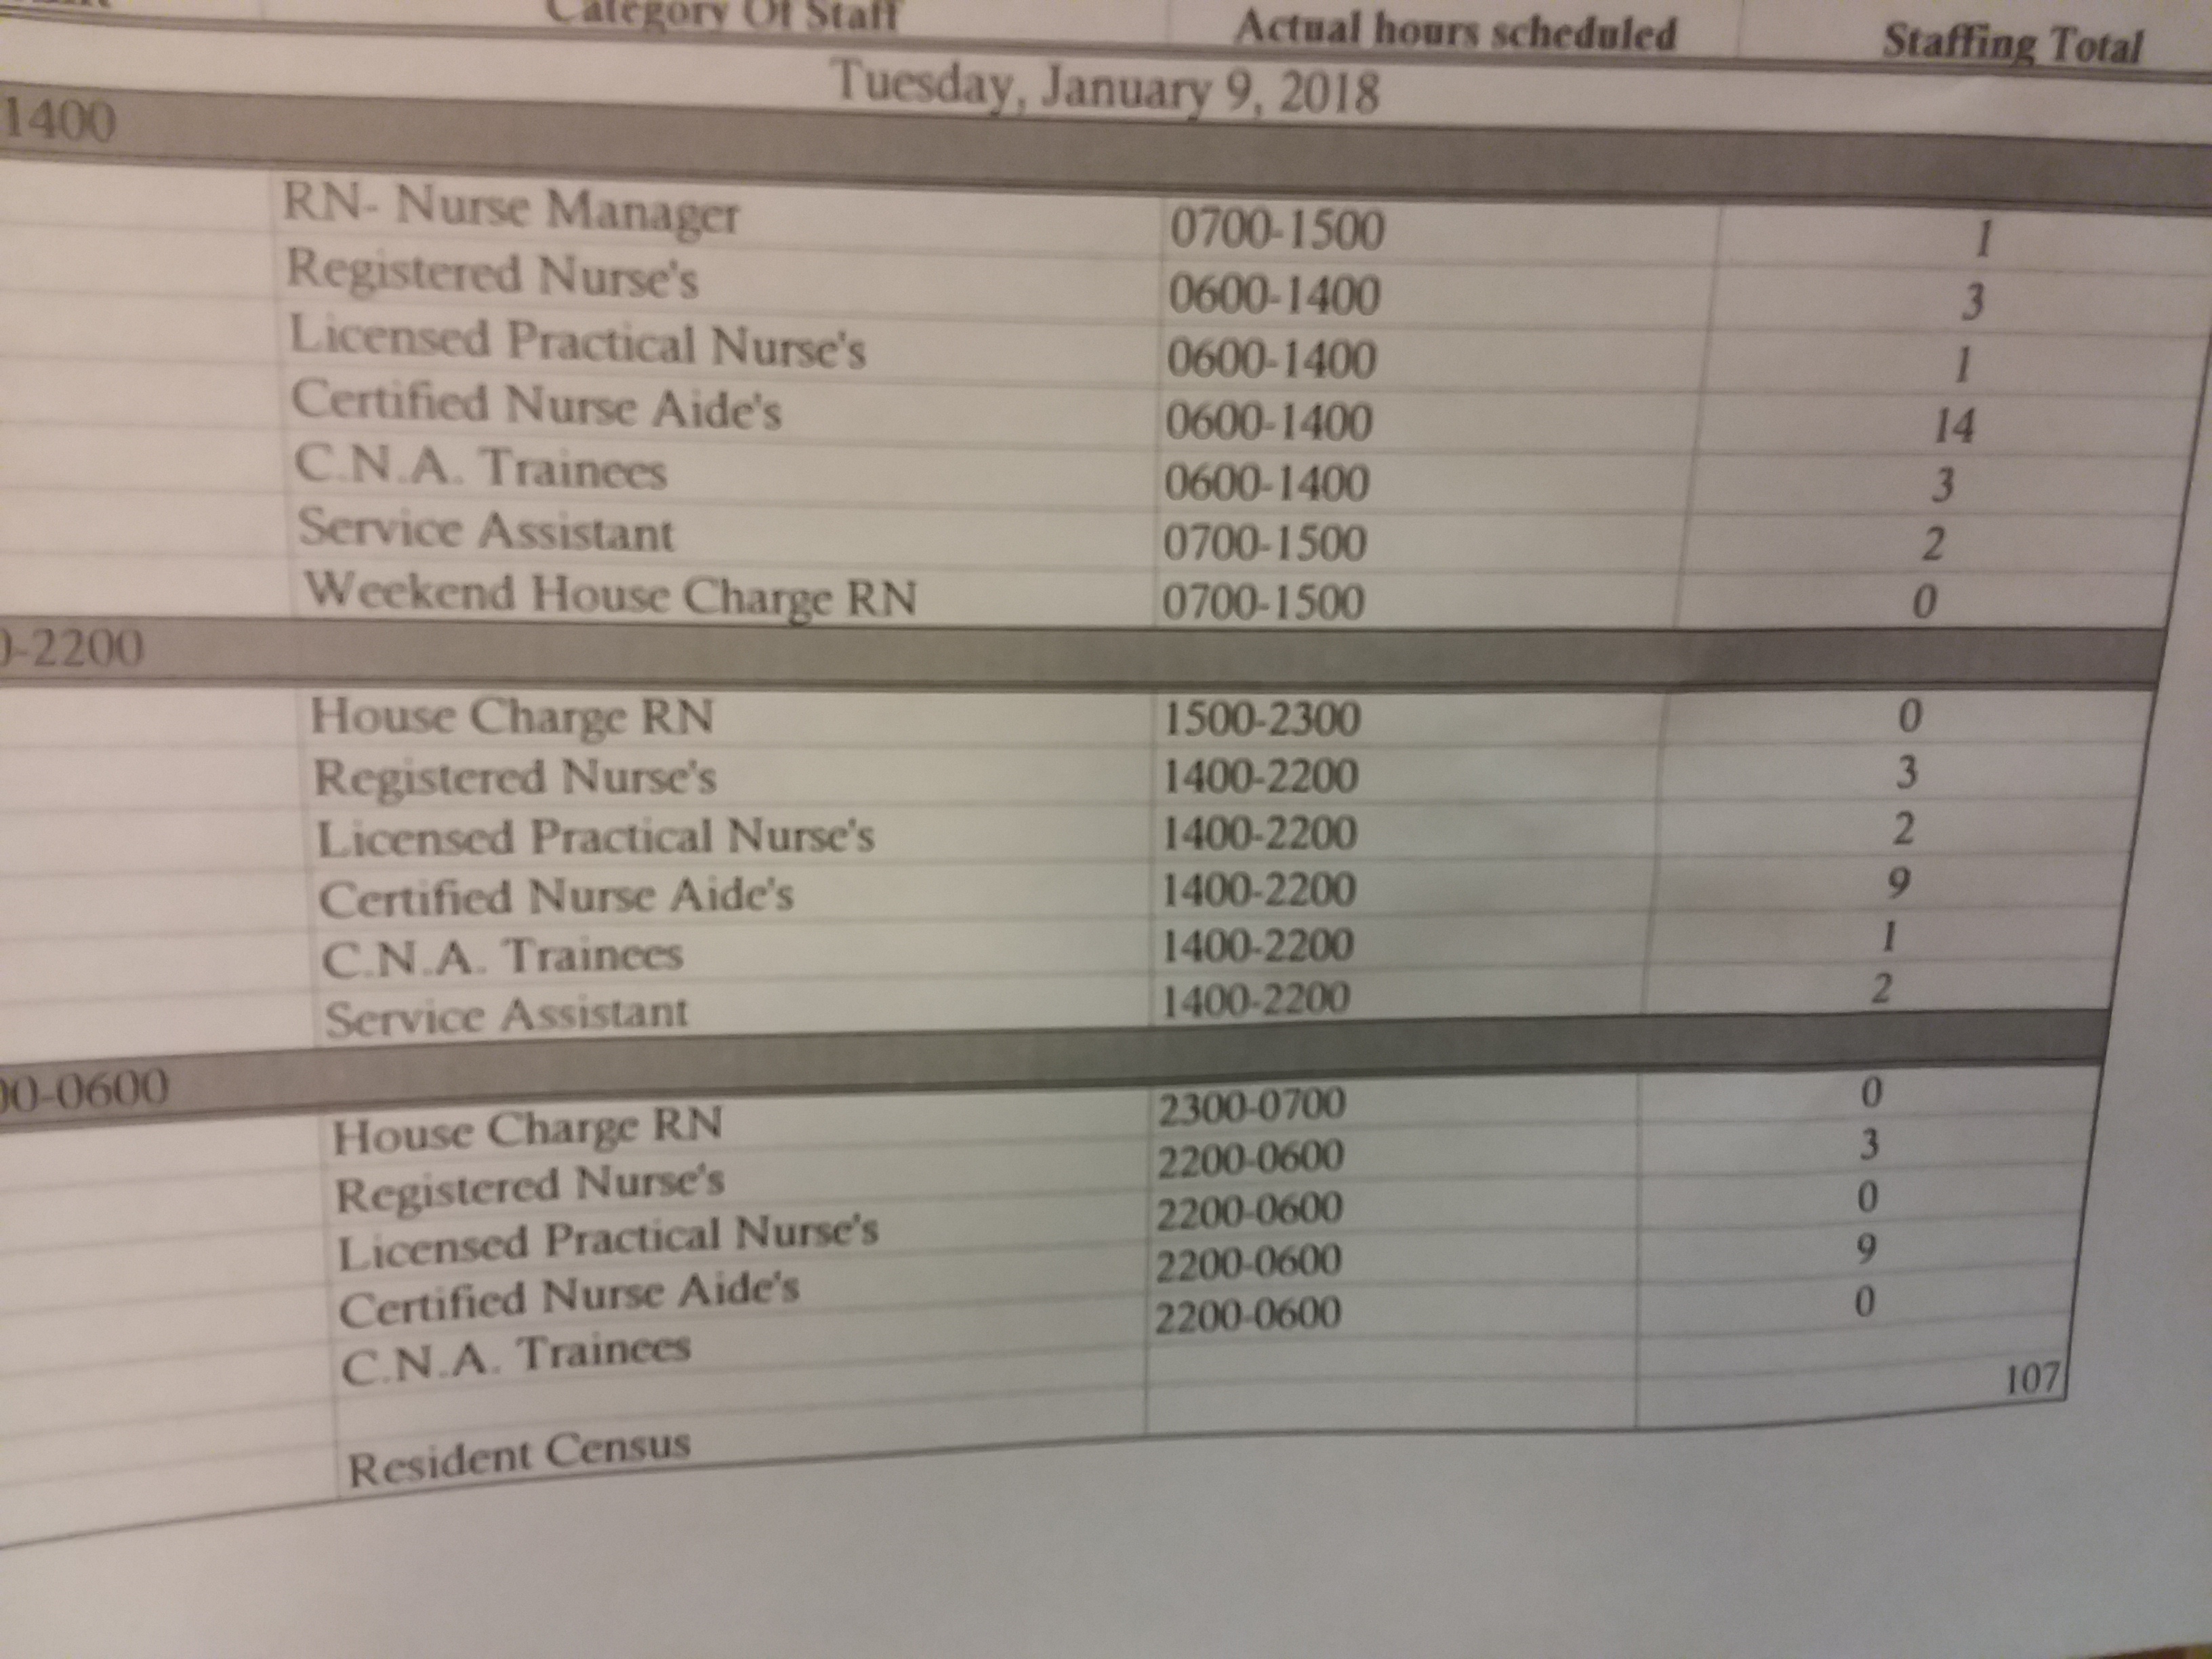 Category Of Staff Actual hours scheduled Staffing Total
Tuesday, January 9, 2018
1400
RN- Nurse Manager 0700-1500 1
Registered Nurse's 0600-1400 3
Licensed Practical Nurse's 0600-1400 1
Certified Nurse Aide's 0600-1400 14
C.N.A. Trainees 0600-1400 3
Service Assistant 0700-1500 2
Weekend House Charge RN 0700-1500 0
0-2200
House Charge RN 1500-2300 0
Registered Nurse's 1400-2200 3
Licensed Practical Nurse's 1400-2200 2
Certified Nurse Aide's 1400-2200 9
C.N.A. Trainees 1400-2200 1
Service Assistant 1400-2200 2
00-0600
House Charge RN 2300-0700 0
Registered Nurse's 2200-0600 3
Licensed Practical Nurse's 2200-0600 0
Certified Nurse Aide's 2200-0600 9
C.N.A. Trainees 2200-0600 0
Resident Census 107